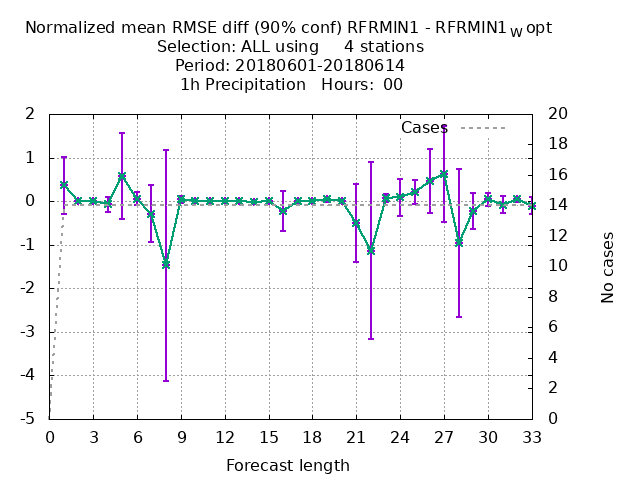 Normalized mean RMSE diff (90% conf) RFRMIN1 - RFRMIN1W opt
Selection: ALL using     4 stations
Period: 20180601-20180614
1h Precipitation   Hours:  00
Cases
2
1
0
-1
-2
-3
-4
-5
20
18
16
14
12
10
8
6
4
2
0
No cases
0 3 6 9 12 15 18 21 24 27 30 33
Forecast length